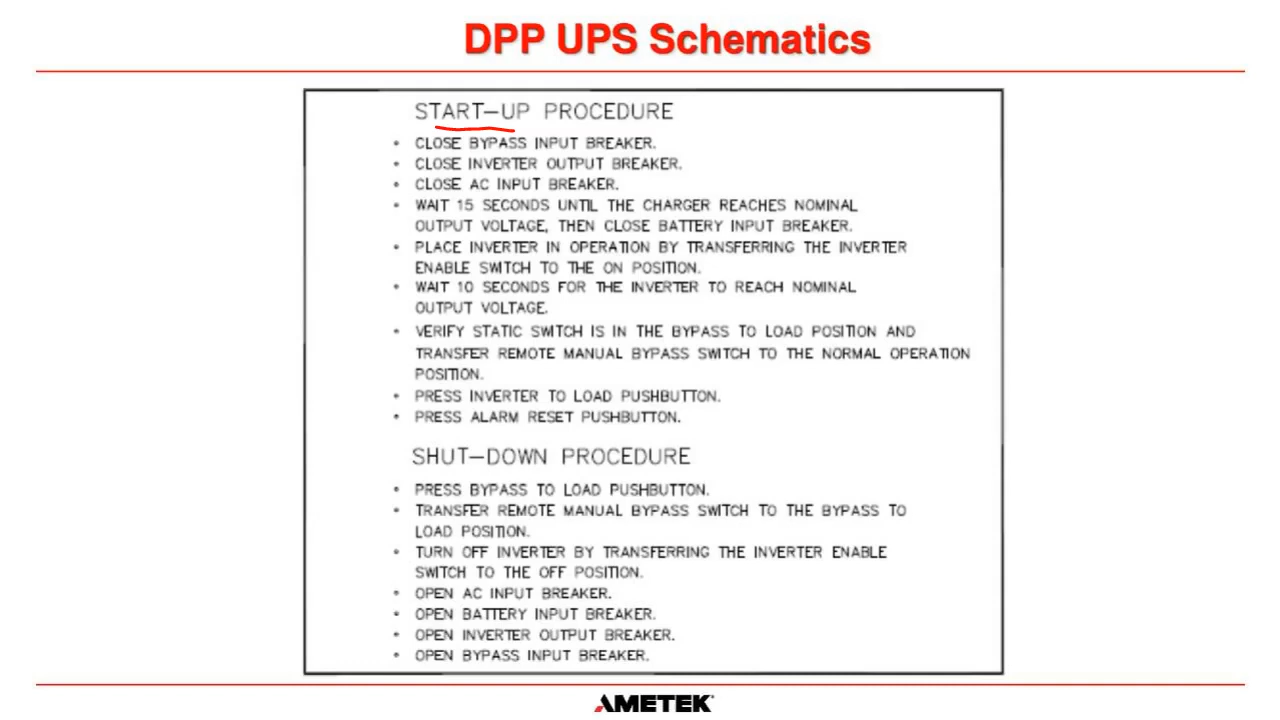 DPP UPS Schematics
START-UP PROCEDURE
• CLOSE BYPASS INPUT BREAKER.
• CLOSE INVERTER OUTPUT BREAKER.
• CLOSE AC INPUT BREAKER.
• WAIT 15 SECONDS UNTIL THE CHARGER REACHES NOMINAL
OUTPUT VOLTAGE, THEN CLOSE BATTERY INPUT BREAKER.
• PLACE INVERTER IN OPERATION BY TRANSFERRING THE INVERTER
ENABLE SWITCH TO THE ON POSITION.
• WAIT 10 SECONDS FOR THE INVERTER TO REACH NOMINAL
OUTPUT VOLTAGE.
• VERIFY STATIC SWITCH IS IN THE BYPASS TO LOAD POSITION AND
TRANSFER REMOTE MANUAL BYPASS SWITCH TO THE NORMAL OPERATION
POSITION.
• PRESS INVERTER TO LOAD PUSHBUTTON.
• PRESS ALARM RESET PUSHBUTTON.
SHUT-DOWN PROCEDURE
• PRESS BYPASS TO LOAD PUSHBUTTON.
• TRANSFER REMOTE MANUAL BYPASS SWITCH TO THE BYPASS TO
LOAD POSITION.
• TURN OFF INVERTER BY TRANSFERRING THE INVERTER ENABLE
SWITCH TO THE OFF POSITION.
• OPEN AC INPUT BREAKER.
• OPEN BATTERY INPUT BREAKER.
• OPEN INVERTER OUTPUT BREAKER.
• OPEN BYPASS INPUT BREAKER.
AMETEK